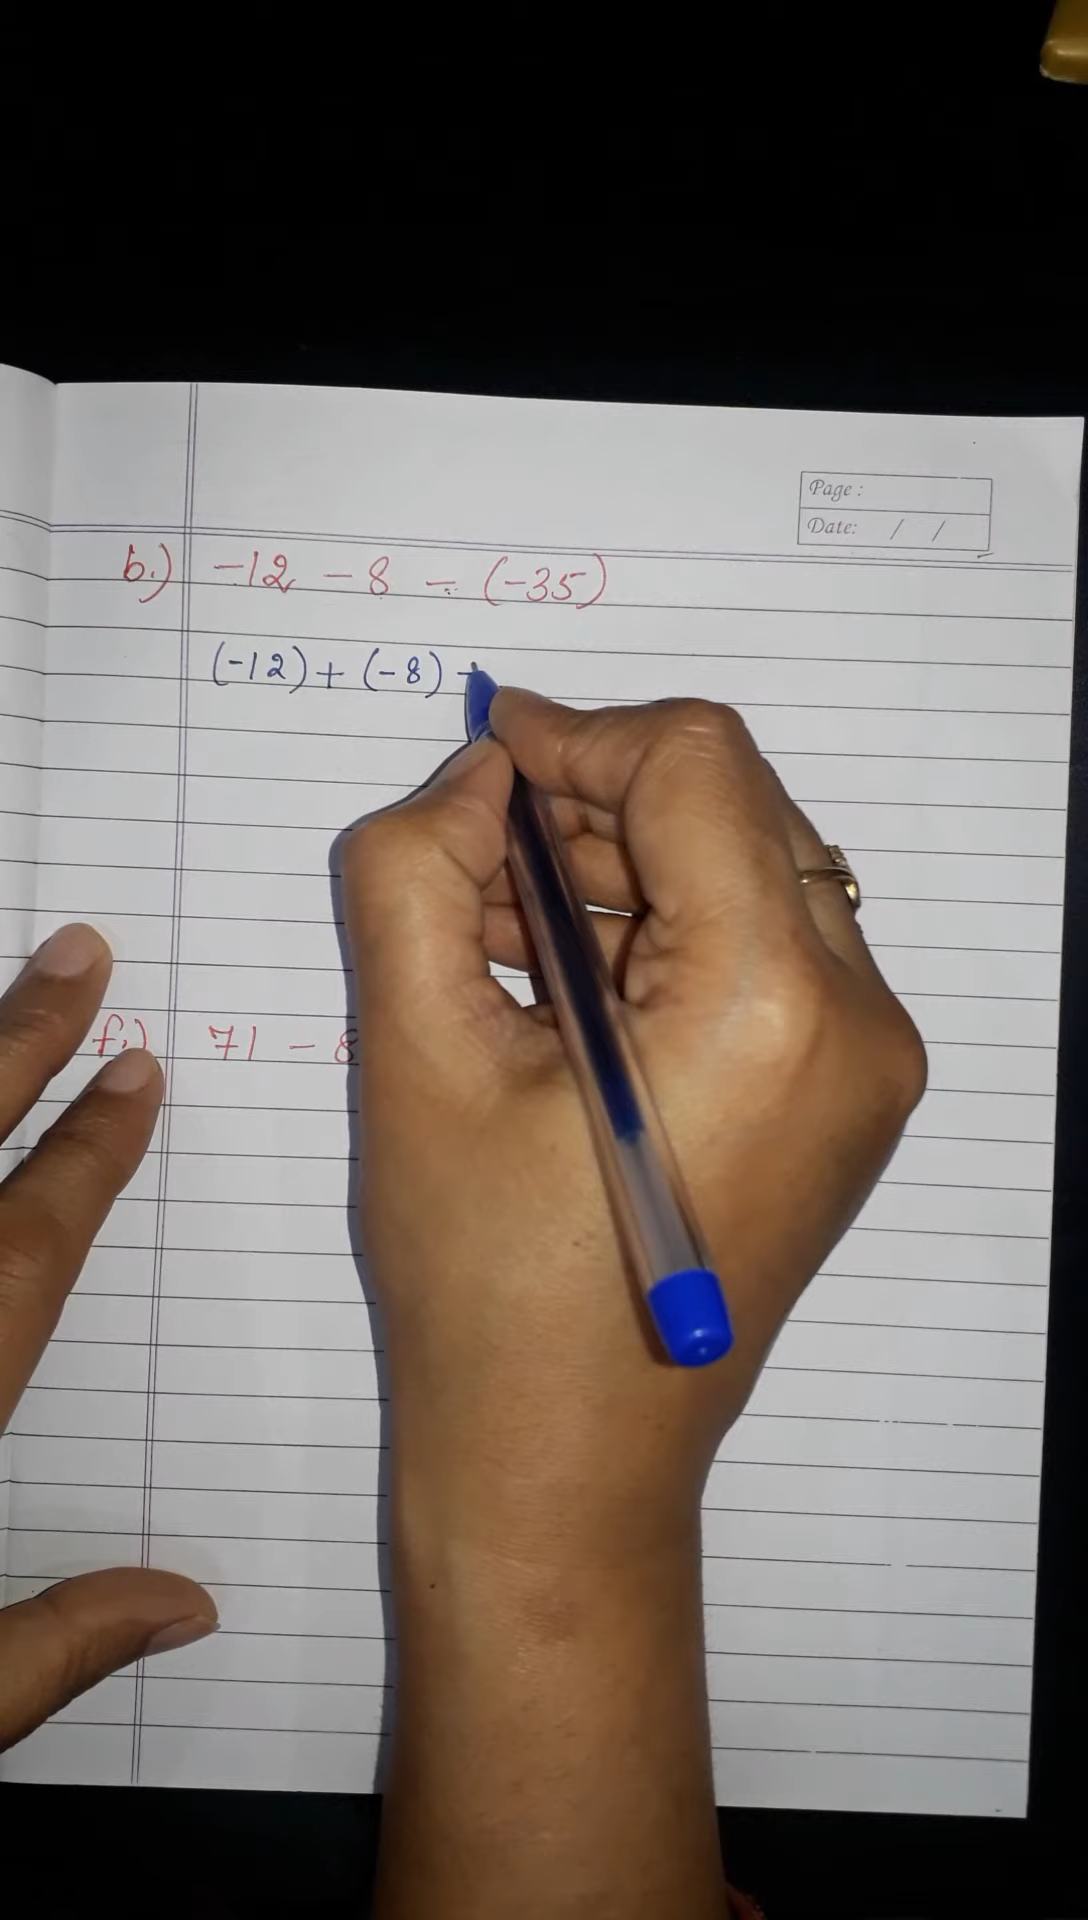 Page :
Date: / /
b.) -12 - 8 - (-35)
(-12) + (-8) +
f.) 71 - 8